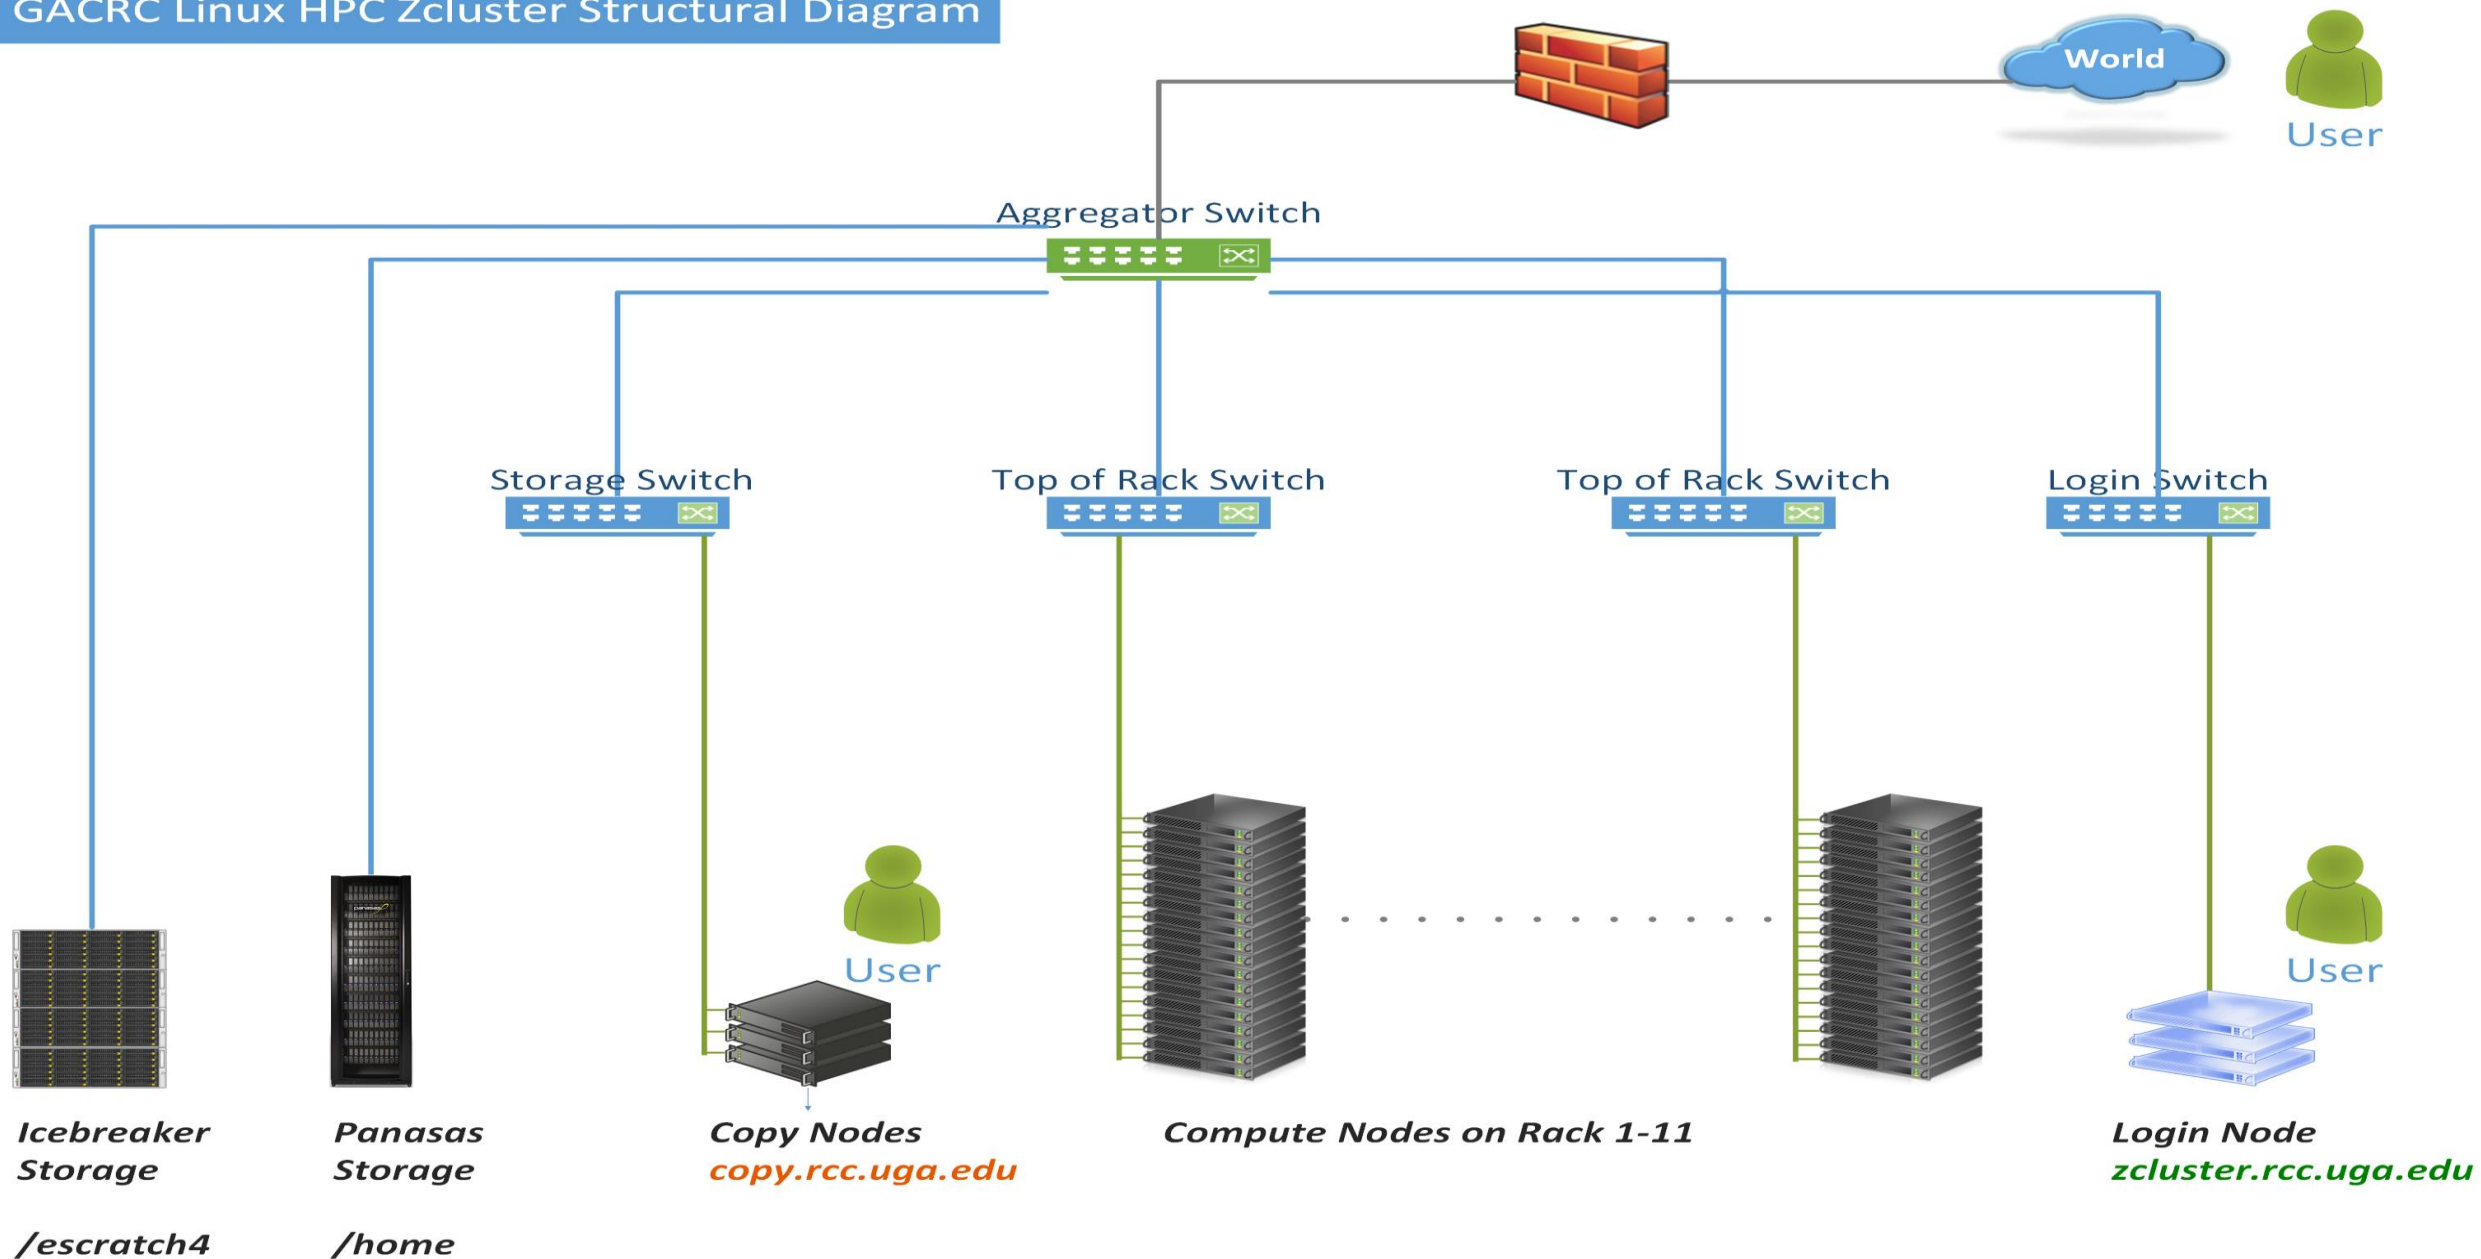 GACRC Linux HPC Zcluster Structural Diagram
World
User
Aggregator Switch
Storage Switch
Top of Rack Switch
Top of Rack Switch
Login Switch
panasas
User
User
Icebreaker
Storage
/escratch4
Panasas
Storage
/home
Copy Nodes
copy.rcc.uga.edu
Compute Nodes on Rack 1-11
Login Node
zcluster.rcc.uga.edu